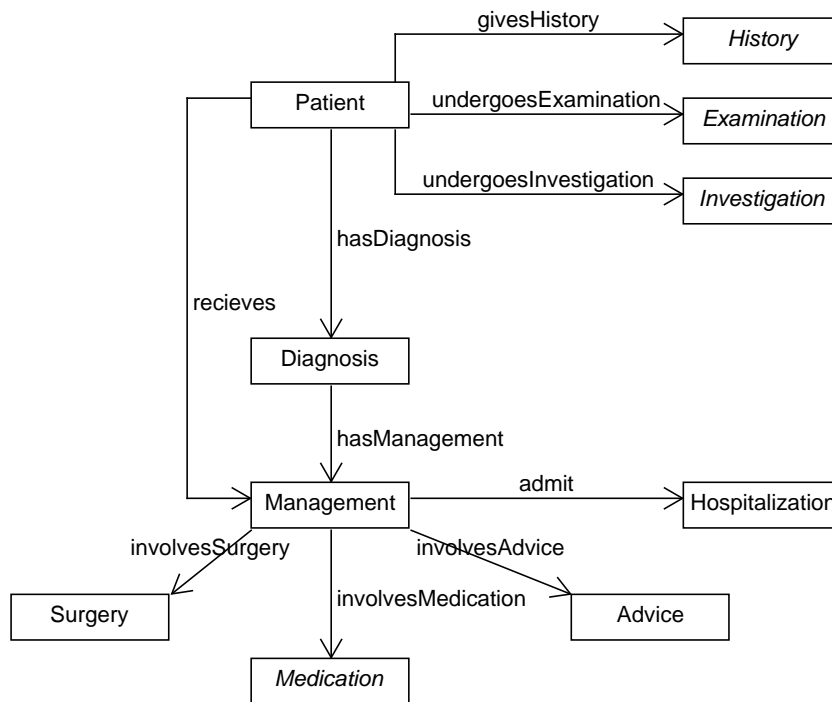 givesHistory
History
Patient
undergoesExamination
Examination
undergoesInvestigation
Investigation
hasDiagnosis
recieves
Diagnosis
hasManagement
Management
admit
Hospitalization
involvesSurgery
involvesAdvice
involvesMedication
Surgery
Advice
Medication